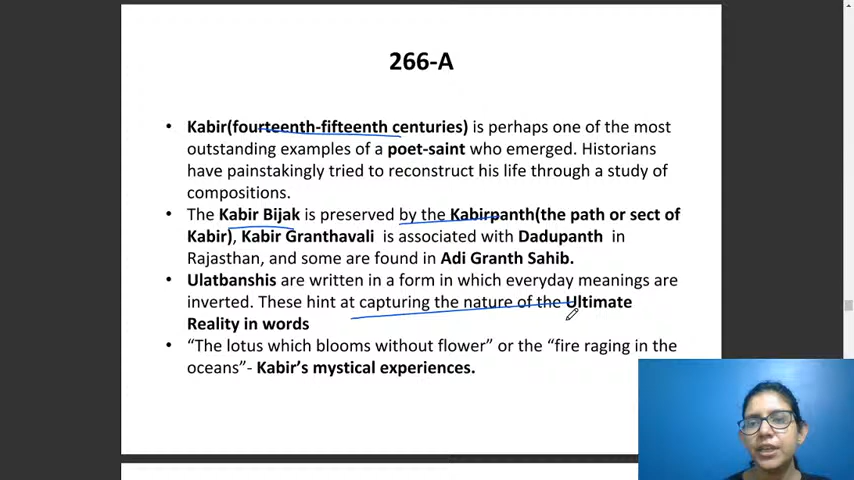 266-A
• Kabir(fourteenth-fifteenth centuries) is perhaps one of the most
outstanding examples of a poet-saint who emerged. Historians
have painstakingly tried to reconstruct his life through a study of
compositions.
• The Kabir Bijak is preserved by the Kabirpanth(the path or sect of
Kabir), Kabir Granthavali is associated with Dadupanth in
Rajasthan, and some are found in Adi Granth Sahib.
• Ulatbanshis are written in a form in which everyday meanings are
inverted. These hint at capturing the nature of the Ultimate
Reality in words
• “The lotus which blooms without flower” or the “fire raging in the
oceans”- Kabir’s mystical experiences.